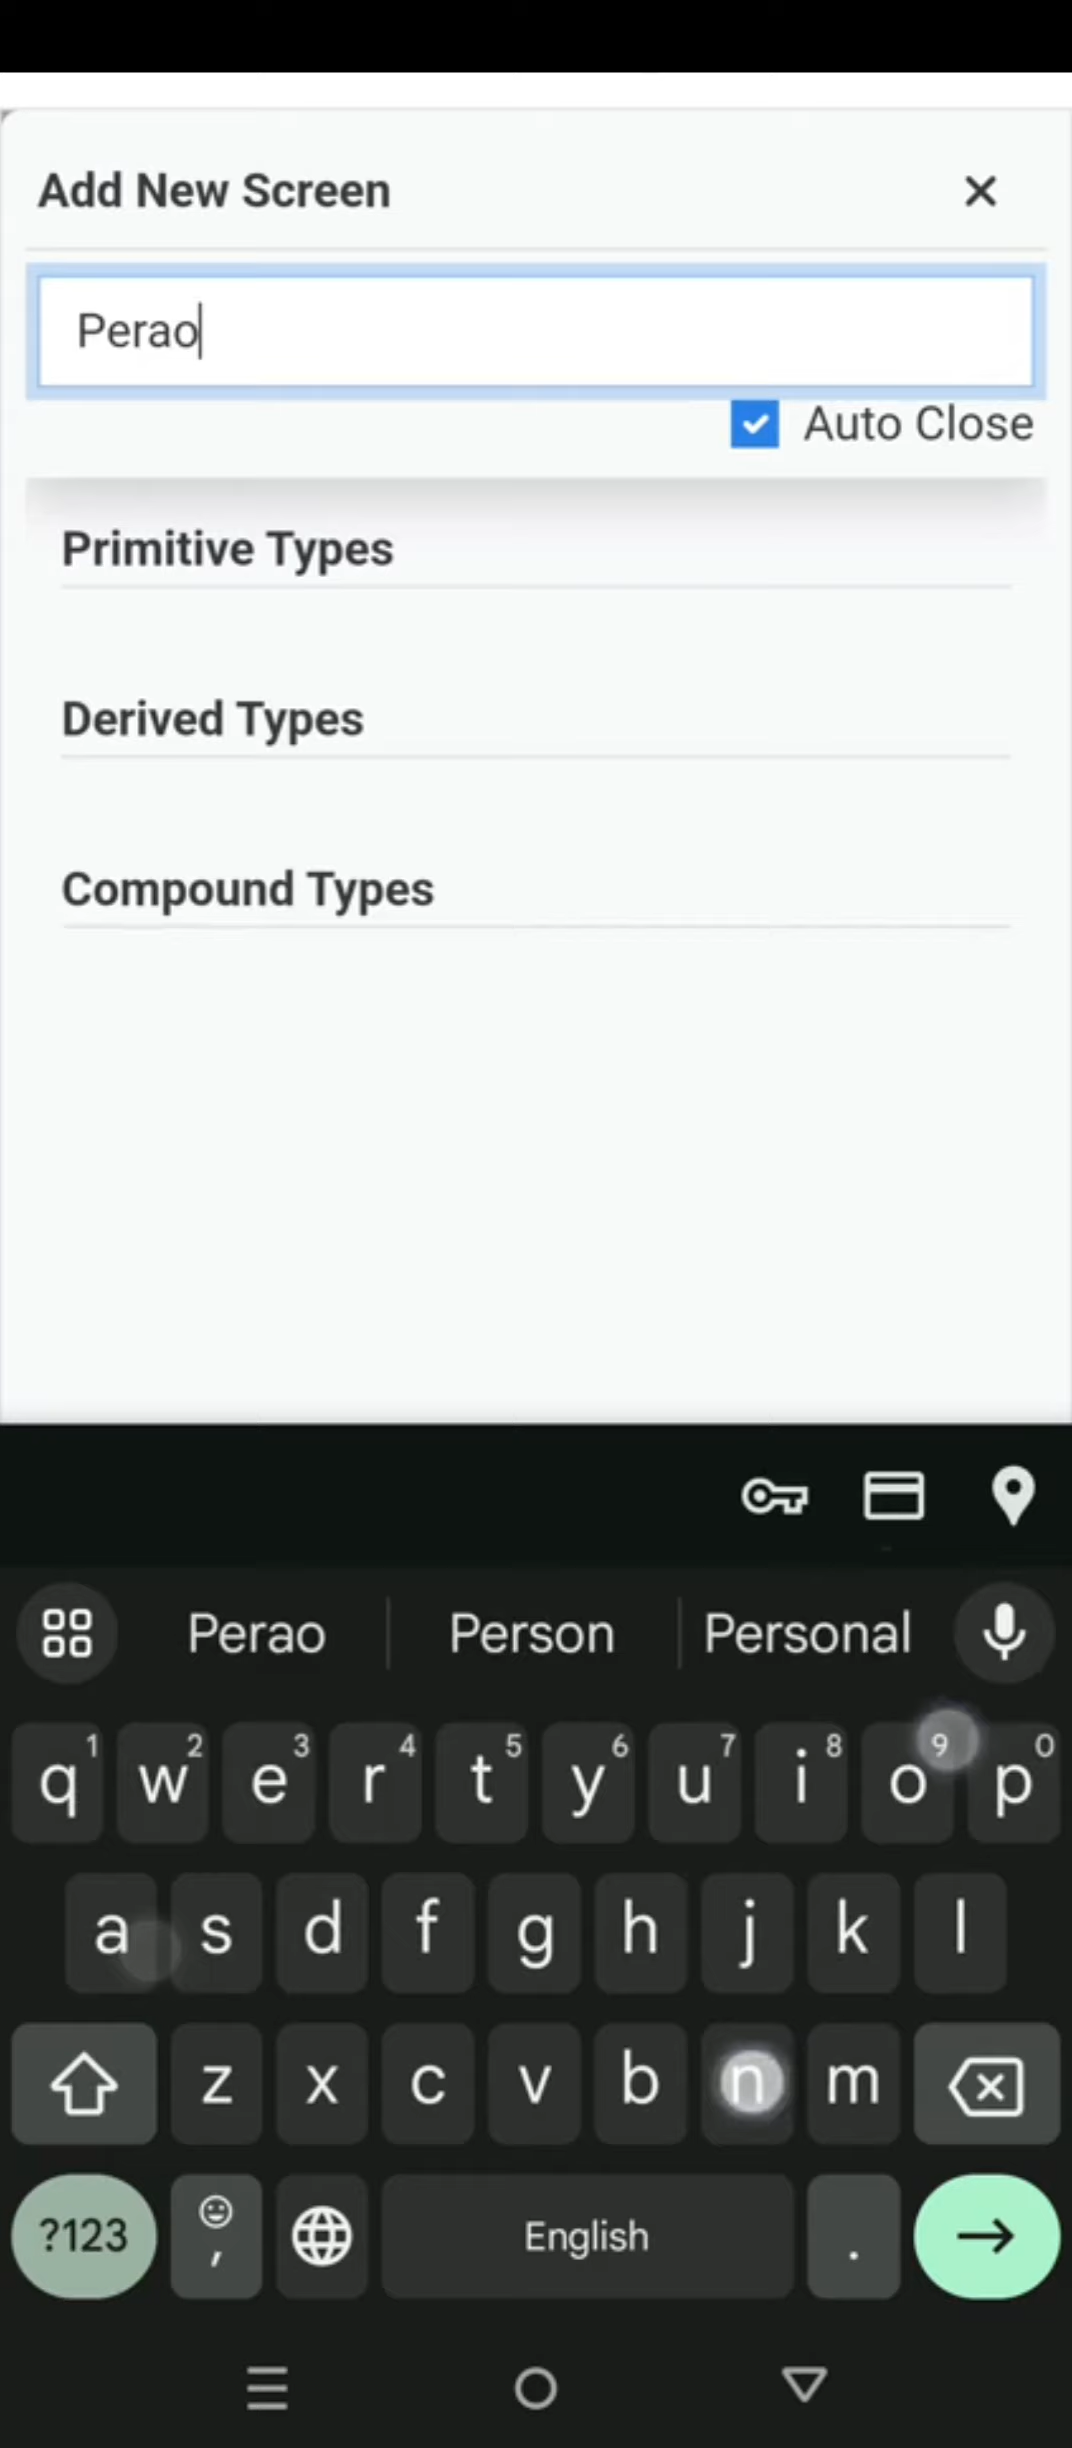 Add New Screen
Perao
Auto Close
Primitive Types
Derived Types
Compound Types
Perao Person Personal
q1 w2 e3 r4 t5 y6 u7 i8 o9 p0
a s d f g h j k l
z x c v b n m
?123 , English .